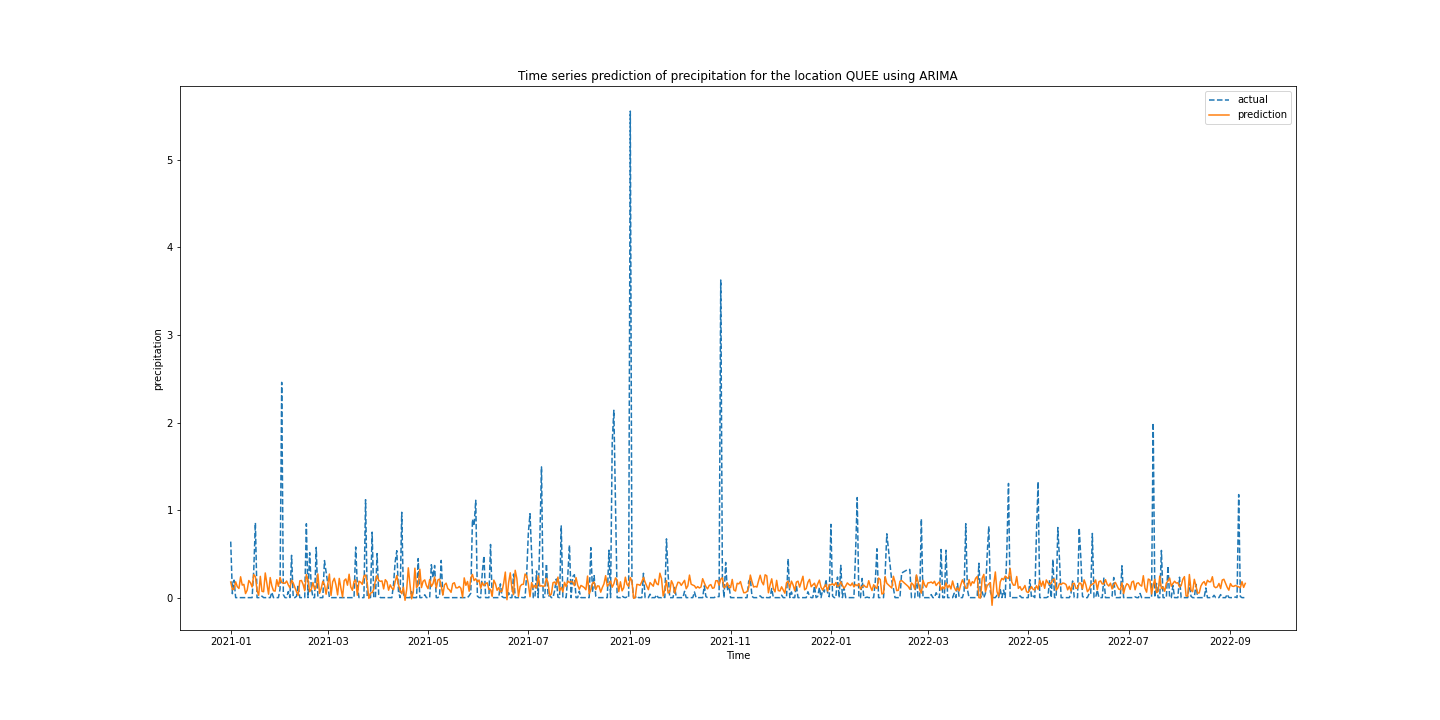 Time series prediction of precipitation for the location QUEE using ARIMA
actual
prediction
5
4
3
2
1
0
precipitation
2021-01 2021-03 2021-05 2021-07 2021-09 2021-11 2022-01 2022-03 2022-05 2022-07 2022-09
Time